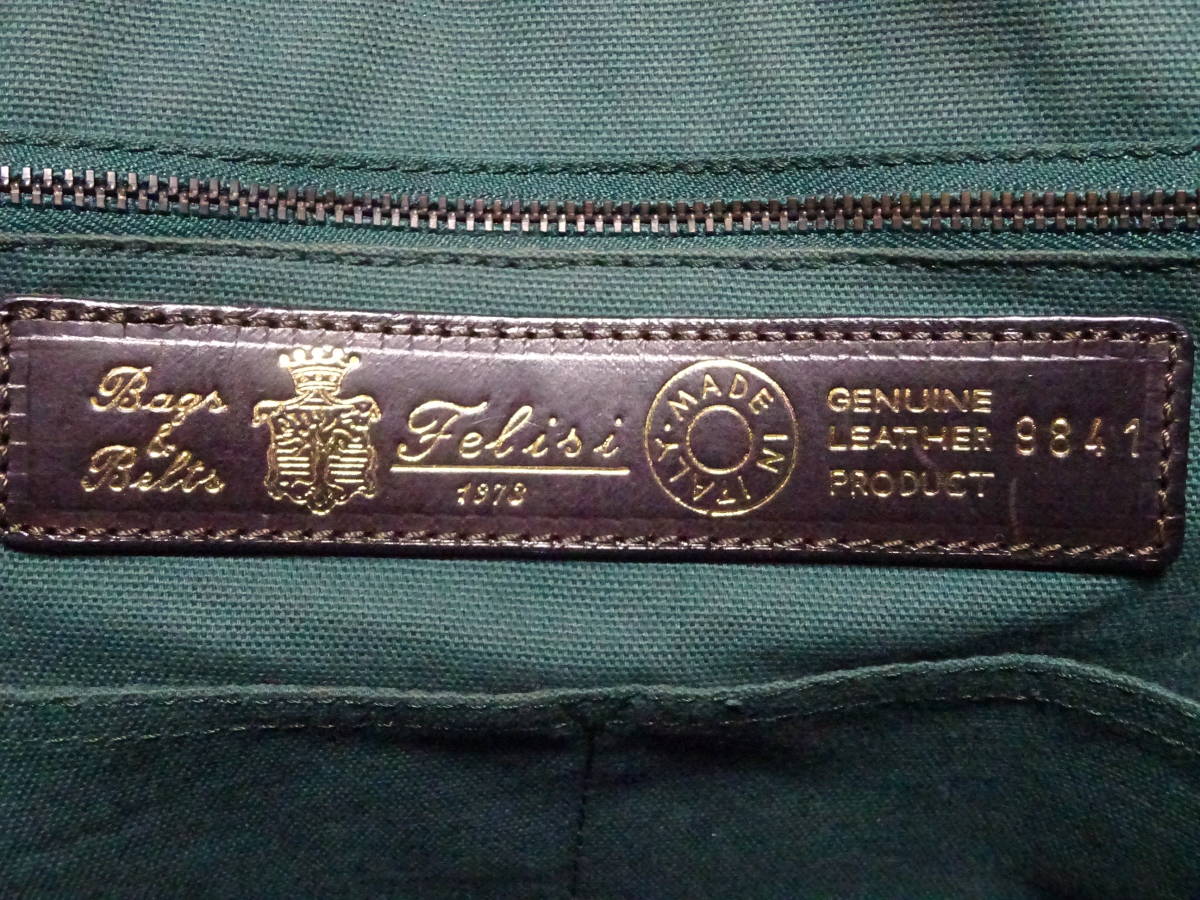 Bags
&
Belts
Felisi
1973
MADE IN ITALY
GENUINE
LEATHER
PRODUCT
9841